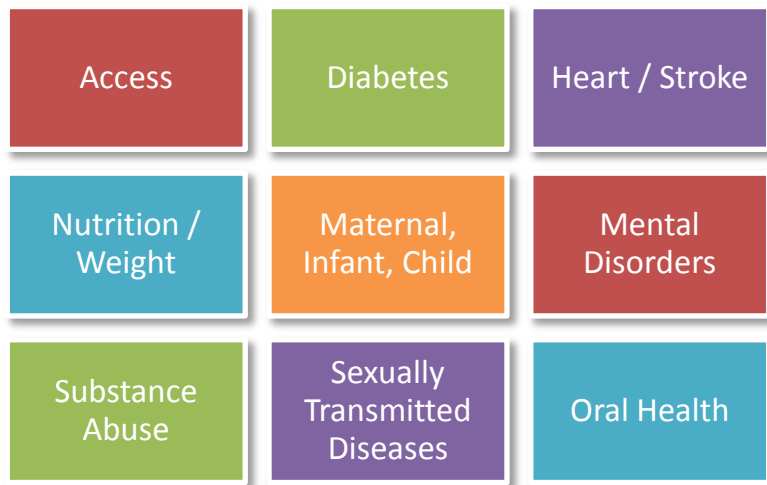 Access
Diabetes
Heart / Stroke
Nutrition /
Weight
Maternal,
Infant, Child
Mental
Disorders
Substance
Abuse
Sexually
Transmitted
Diseases
Oral Health